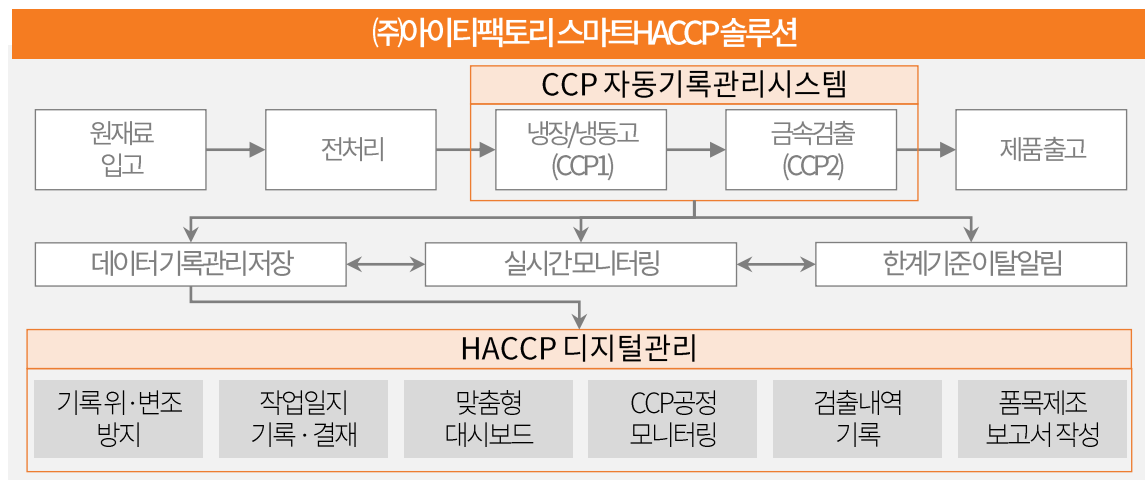 ㈜아이티팩토리 스마트HACCP 솔루션
CCP 자동기록관리시스템
원재료
입고
전처리
냉장/냉동고
(CCP1)
금속검출
(CCP2)
제품 출고
데이터 기록관리 저장
실시간 모니터링
한계기준이탈알림
HACCP 디지털관리
기록 위·변조
방지
작업일지
기록·결재
맞춤형
대시보드
CCP공정
모니터링
검출내역
기록
폼목제조
보고서 작성